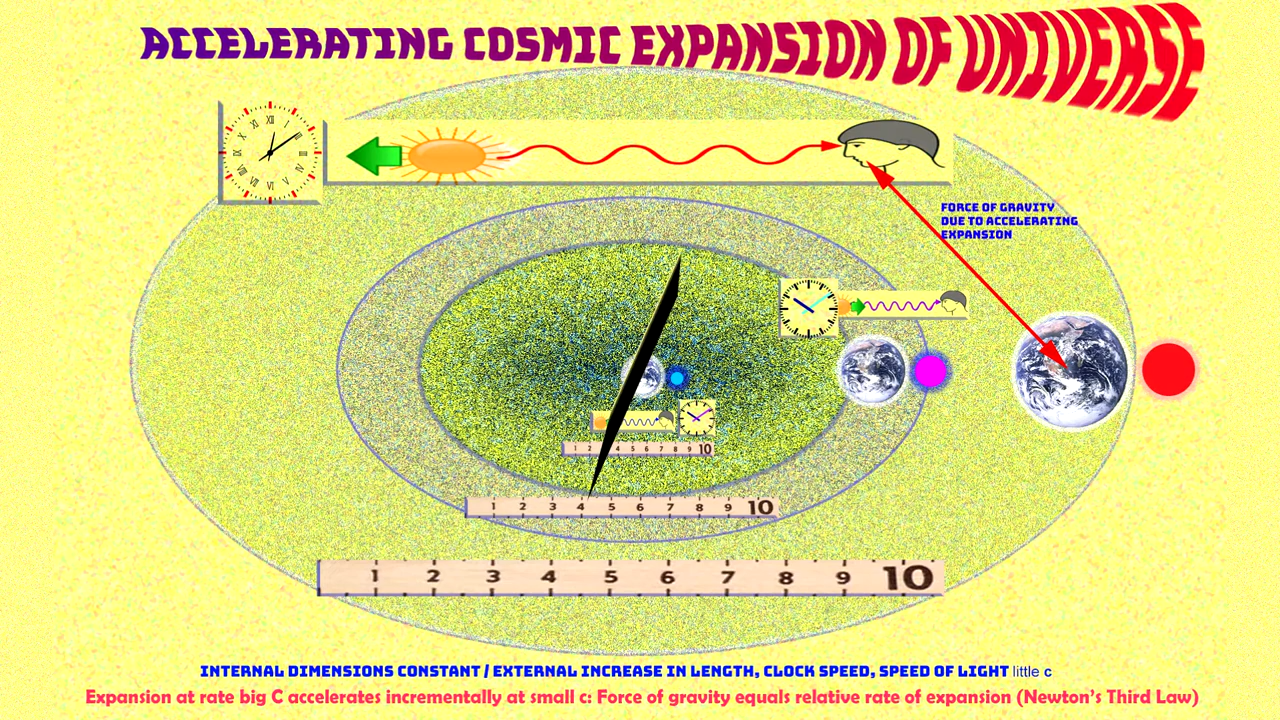 ACCELERATING COSMIC EXPANSION OF UNIVERSE
FORCE OF GRAVITY
DUE TO ACCELERATING
EXPANSION
1 2 4 5 6 7 8 9 10
1 2 3 4 5 6 7 8 9 10
1 2 3 4 5 6 7 8 9 10
INTERNAL DIMENSIONS CONSTANT / EXTERNAL INCREASE IN LENGTH, CLOCK SPEED, SPEED OF LIGHT little c
Expansion at rate big C accelerates incrementally at small c: Force of gravity equals relative rate of expansion (Newton's Third Law)